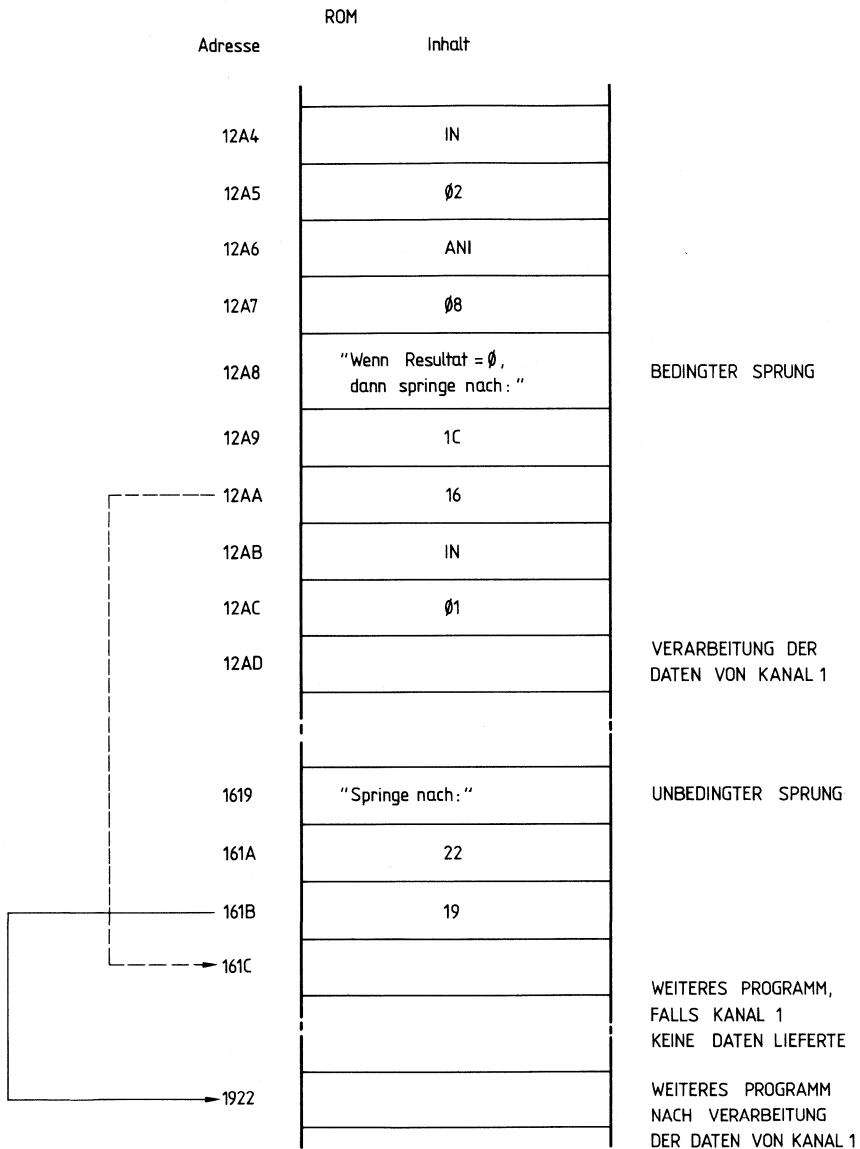 ROM
Adresse Inhalt
12A4 IN
12A5 Ø2
12A6 ANI
12A7 Ø8
"Wenn Resultat = Ø,
12A8 dann springe nach: " BEDINGTER SPRUNG
12A9 1C
12AA 16
12AB IN
12AC Ø1
VERARBEITUNG DER
12AD DATEN VON KANAL 1
1619 "Springe nach: " UNBEDINGTER SPRUNG
161A 22
161B 19
161C
WEITERES PROGRAMM,
FALLS KANAL 1
KEINE DATEN LIEFERTE
1922 WEITERES PROGRAMM
NACH VERARBEITUNG
DER DATEN VON KANAL 1